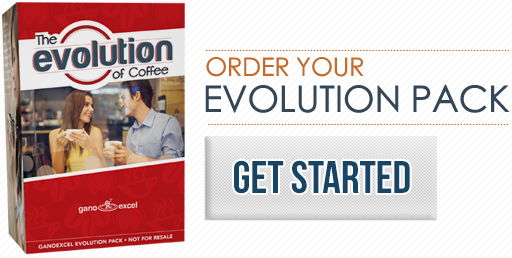 The
evolution
of Coffee
gano excel
GANOEXCEL EVOLUTION PACK • NOT FOR RESALE
ORDER YOUR
EVOLUTION PACK
GET STARTED